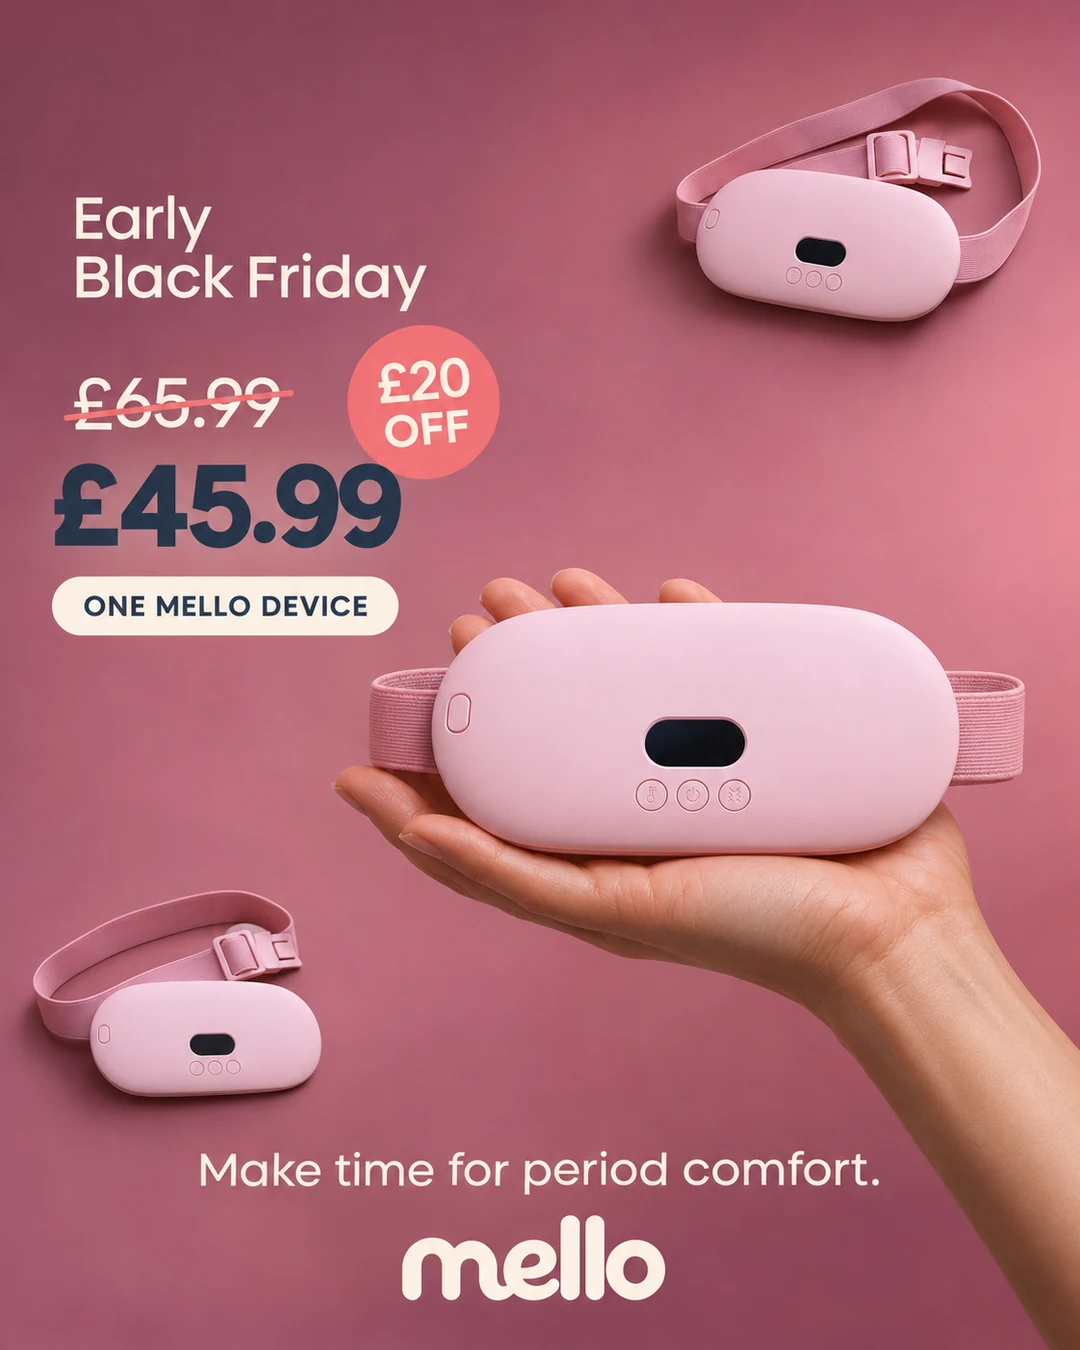 Early
Black Friday
£65.99
£20
OFF
£45.99
ONE MELLO DEVICE
Make time for period comfort.
mello